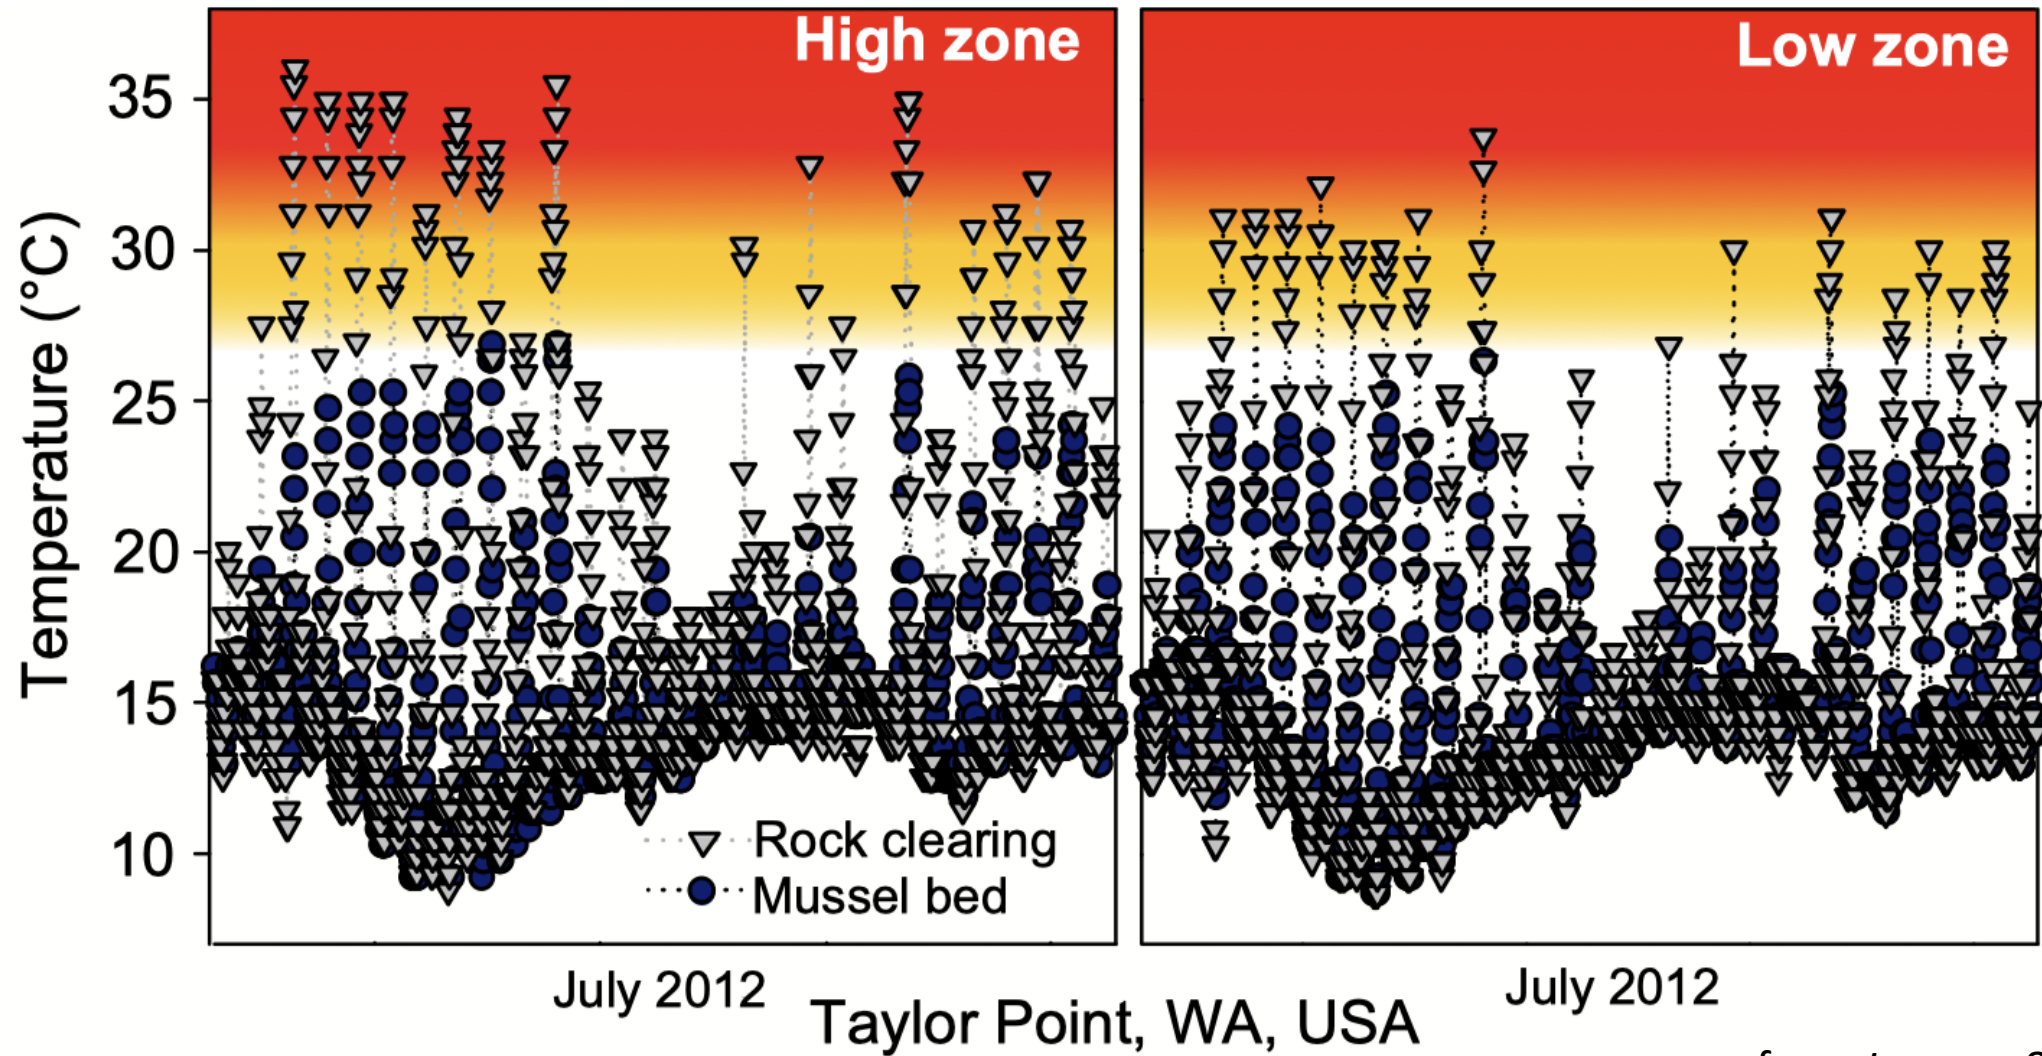 High zone
Low zone
Temperature (°C)
35
30
25
20
15
10
Rock clearing
Mussel bed
July 2012
July 2012
Taylor Point, WA, USA